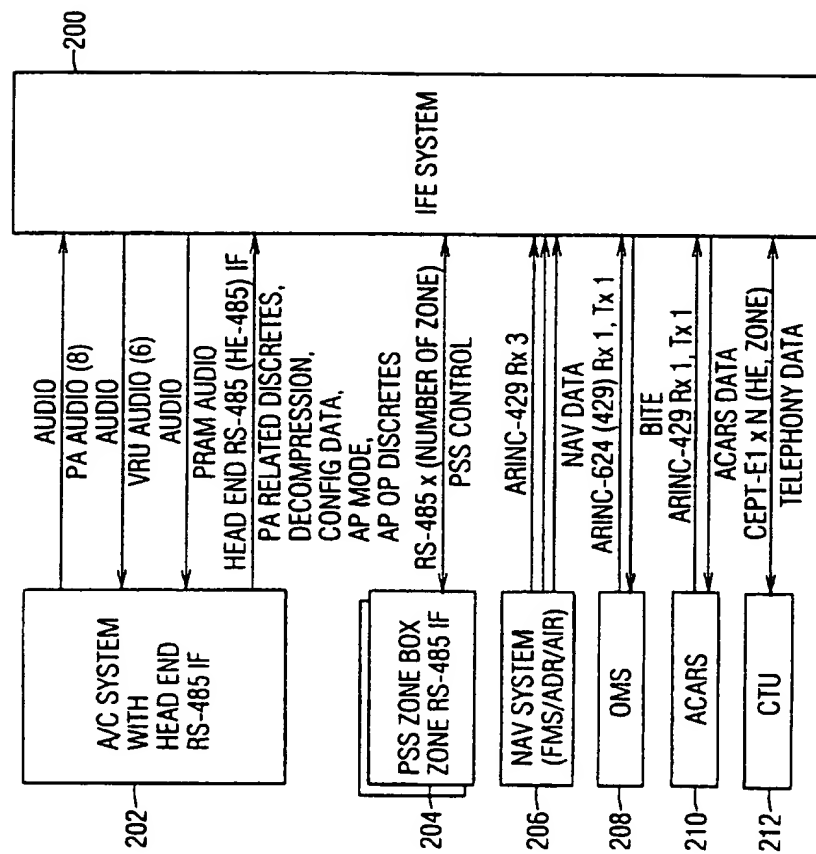 200
IFE SYSTEM
AUDIO
PA AUDIO (8)
AUDIO
VRU AUDIO (6)
AUDIO
PRAM AUDIO
HEAD END RS-485 (HE-485) IF
PA RELATED DISCRETES,
DECOMPRESSION,
CONFIG DATA,
AP MODE,
AP OP DISCRETES
RS-485 x (NUMBER OF ZONE)
PSS CONTROL
ARINC-429 Rx 3
NAV DATA
ARINC-624 (429) Rx 1, Tx 1
BITE
ARINC-429 Rx 1, Tx 1
ACARS DATA
CEPT-E1 x N (HE, ZONE)
TELEPHONY DATA
A/C SYSTEM
WITH
HEAD END
RS-485 IF
PSS ZONE BOX
ZONE RS-485 IF
NAV SYSTEM
(FMS/ADR/AIR)
OMS
ACARS
CTU
202
204
206
208
210
212